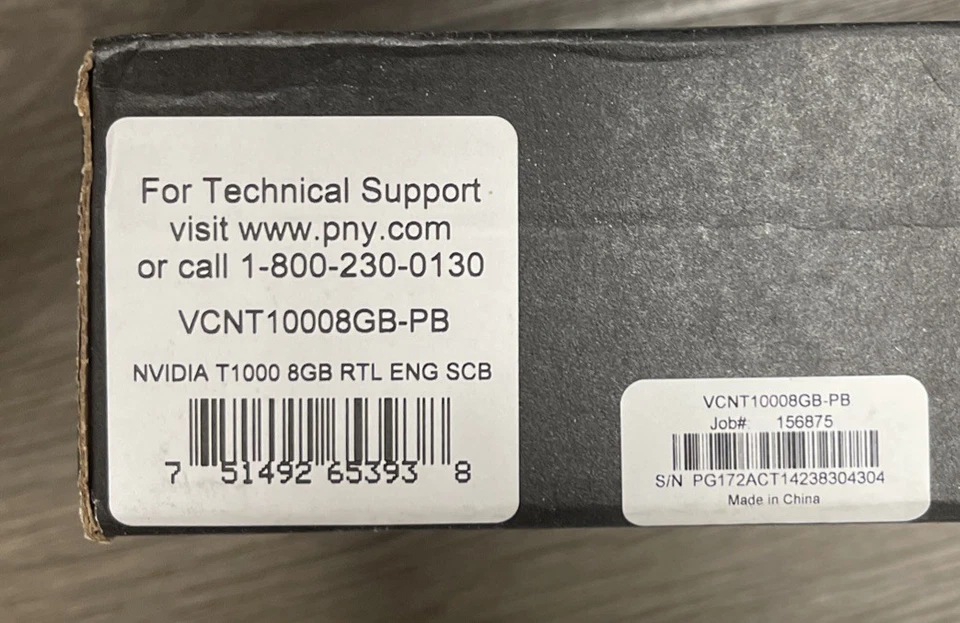 For Technical Support
visit www.pny.com
or call 1-800-230-0130
VCNT10008GB-PB
NVIDIA T1000 8GB RTL ENG SCB
7 51492 65393 8
VCNT10008GB-PB
Job# 156875
S/N PG172ACT14238304304
Made in China